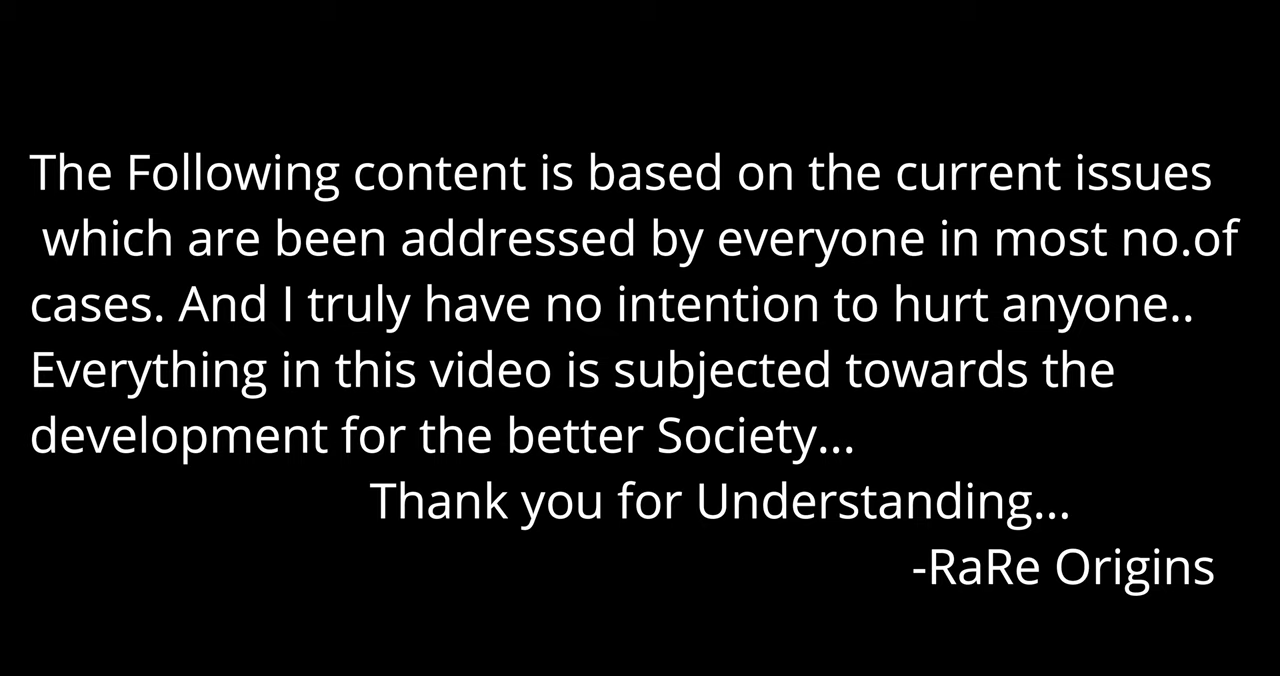 The Following content is based on the current issues
which are been addressed by everyone in most no.of
cases. And I truly have no intention to hurt anyone..
Everything in this video is subjected towards the
development for the better Society...
Thank you for Understanding...
-RaRe Origins